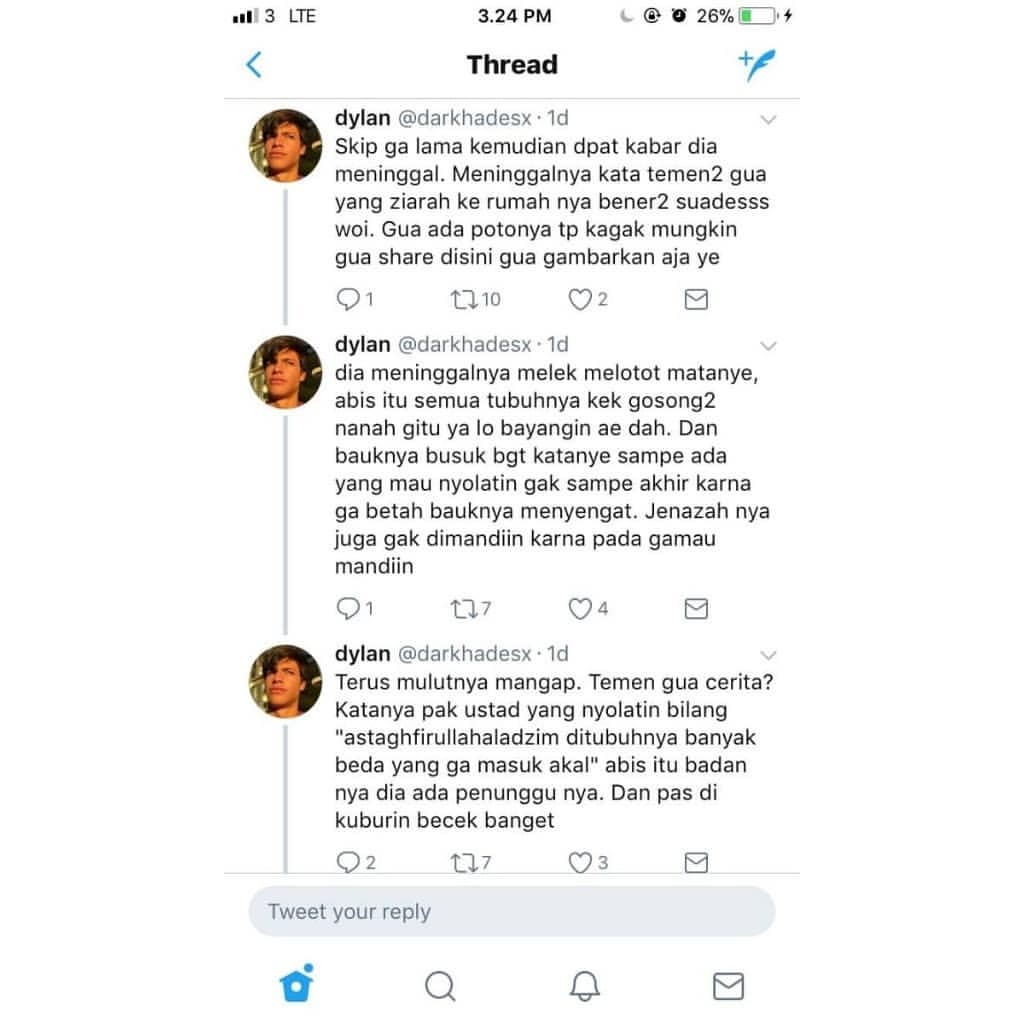 3 LTE 3.24 PM 26%
Thread
dylan @darkhadesx · 1d
Skip ga lama kemudian dpat kabar dia
meninggal. Meninggalnya kata temen2 gua
yang ziarah ke rumah nya bener2 suadesss
woi. Gua ada potonya tp kagak mungkin
gua share disini gua gambarkan aja ye
1 10 2
dylan @darkhadesx · 1d
dia meninggalnya melek melotot matanye,
abis itu semua tubuhnya kek gosong2
nanah gitu ya lo bayangin ae dah. Dan
bauknya busuk bgt katanye sampe ada
yang mau nyolatin gak sampe akhir karna
ga betah bauknya menyengat. Jenazah nya
juga gak dimandiin karna pada gamau
mandiin
1 7 4
dylan @darkhadesx · 1d
Terus mulutnya mangap. Temen gua cerita?
Katanya pak ustad yang nyolatin bilang
"astaghfirullahaladzim ditubuhnya banyak
beda yang ga masuk akal" abis itu badan
nya dia ada penunggu nya. Dan pas di
kuburin becek banget
2 7 3
Tweet your reply